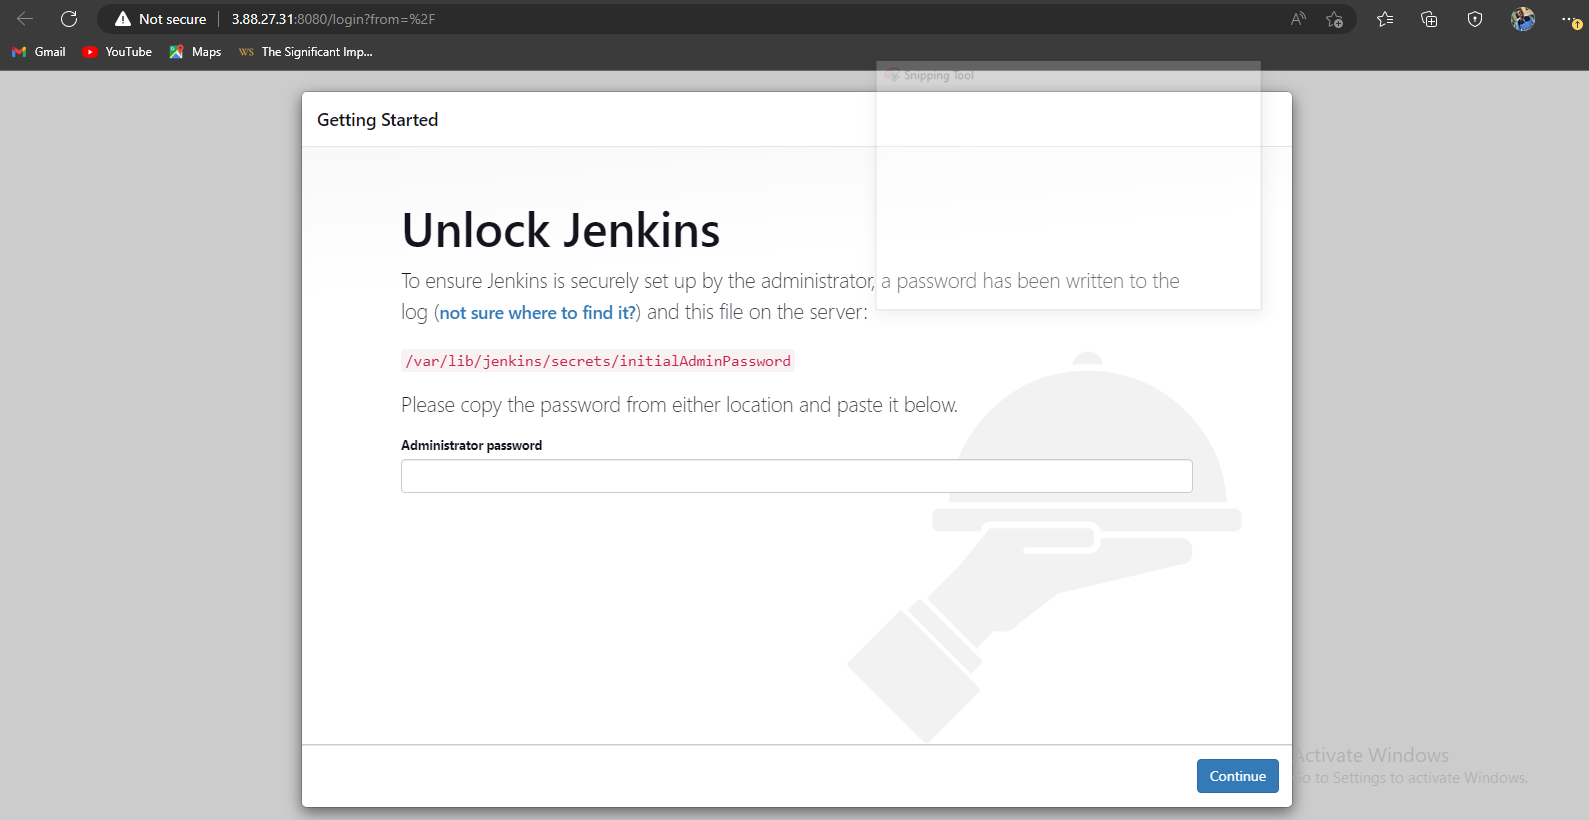 Not secure 3.88.27.31:8080/login?from=%2F
Gmail YouTube Maps WS The Significant Imp...
Snipping Tool
Getting Started
Unlock Jenkins
To ensure Jenkins is securely set up by the administrator, a password has been written to the
log (not sure where to find it?) and this file on the server:
/var/lib/jenkins/secrets/initialAdminPassword
Please copy the password from either location and paste it below.
Administrator password
Continue
Activate Windows
Go to Settings to activate Windows.